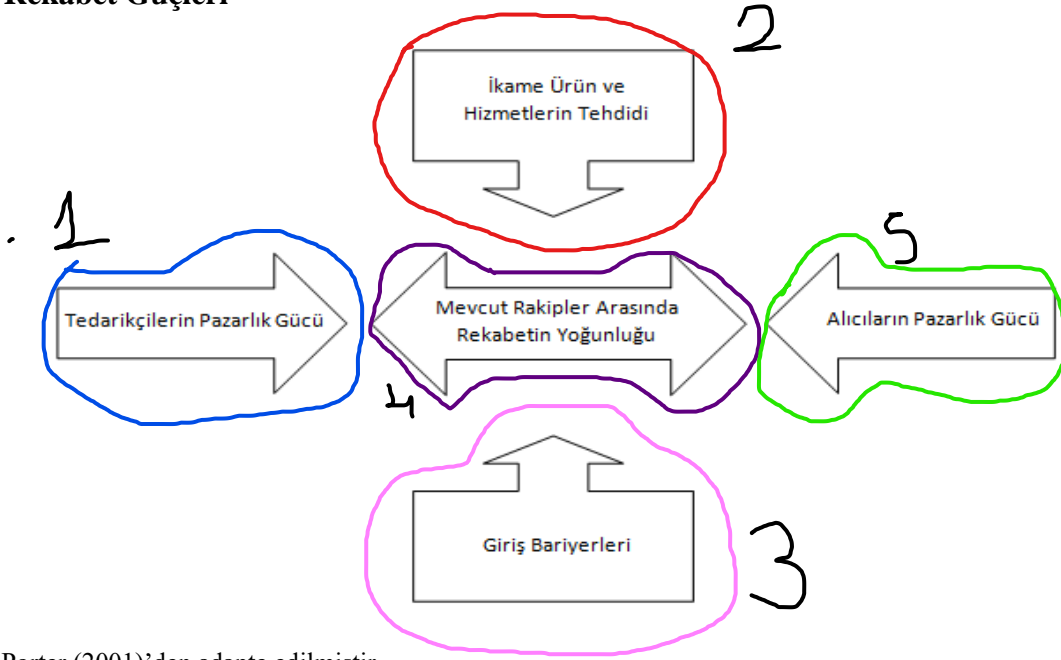 Rekabet Güçleri
2
İkame Ürün ve
Hizmetlerin Tehdidi
1
5
Tedarikçilerin Pazarlık Gücü
Mevcut Rakipler Arasında
Rekabetin Yoğunluğu
Alıcıların Pazarlık Gücü
4
Giriş Bariyerleri
3
Porter (2001)’den adapte edilmiştir